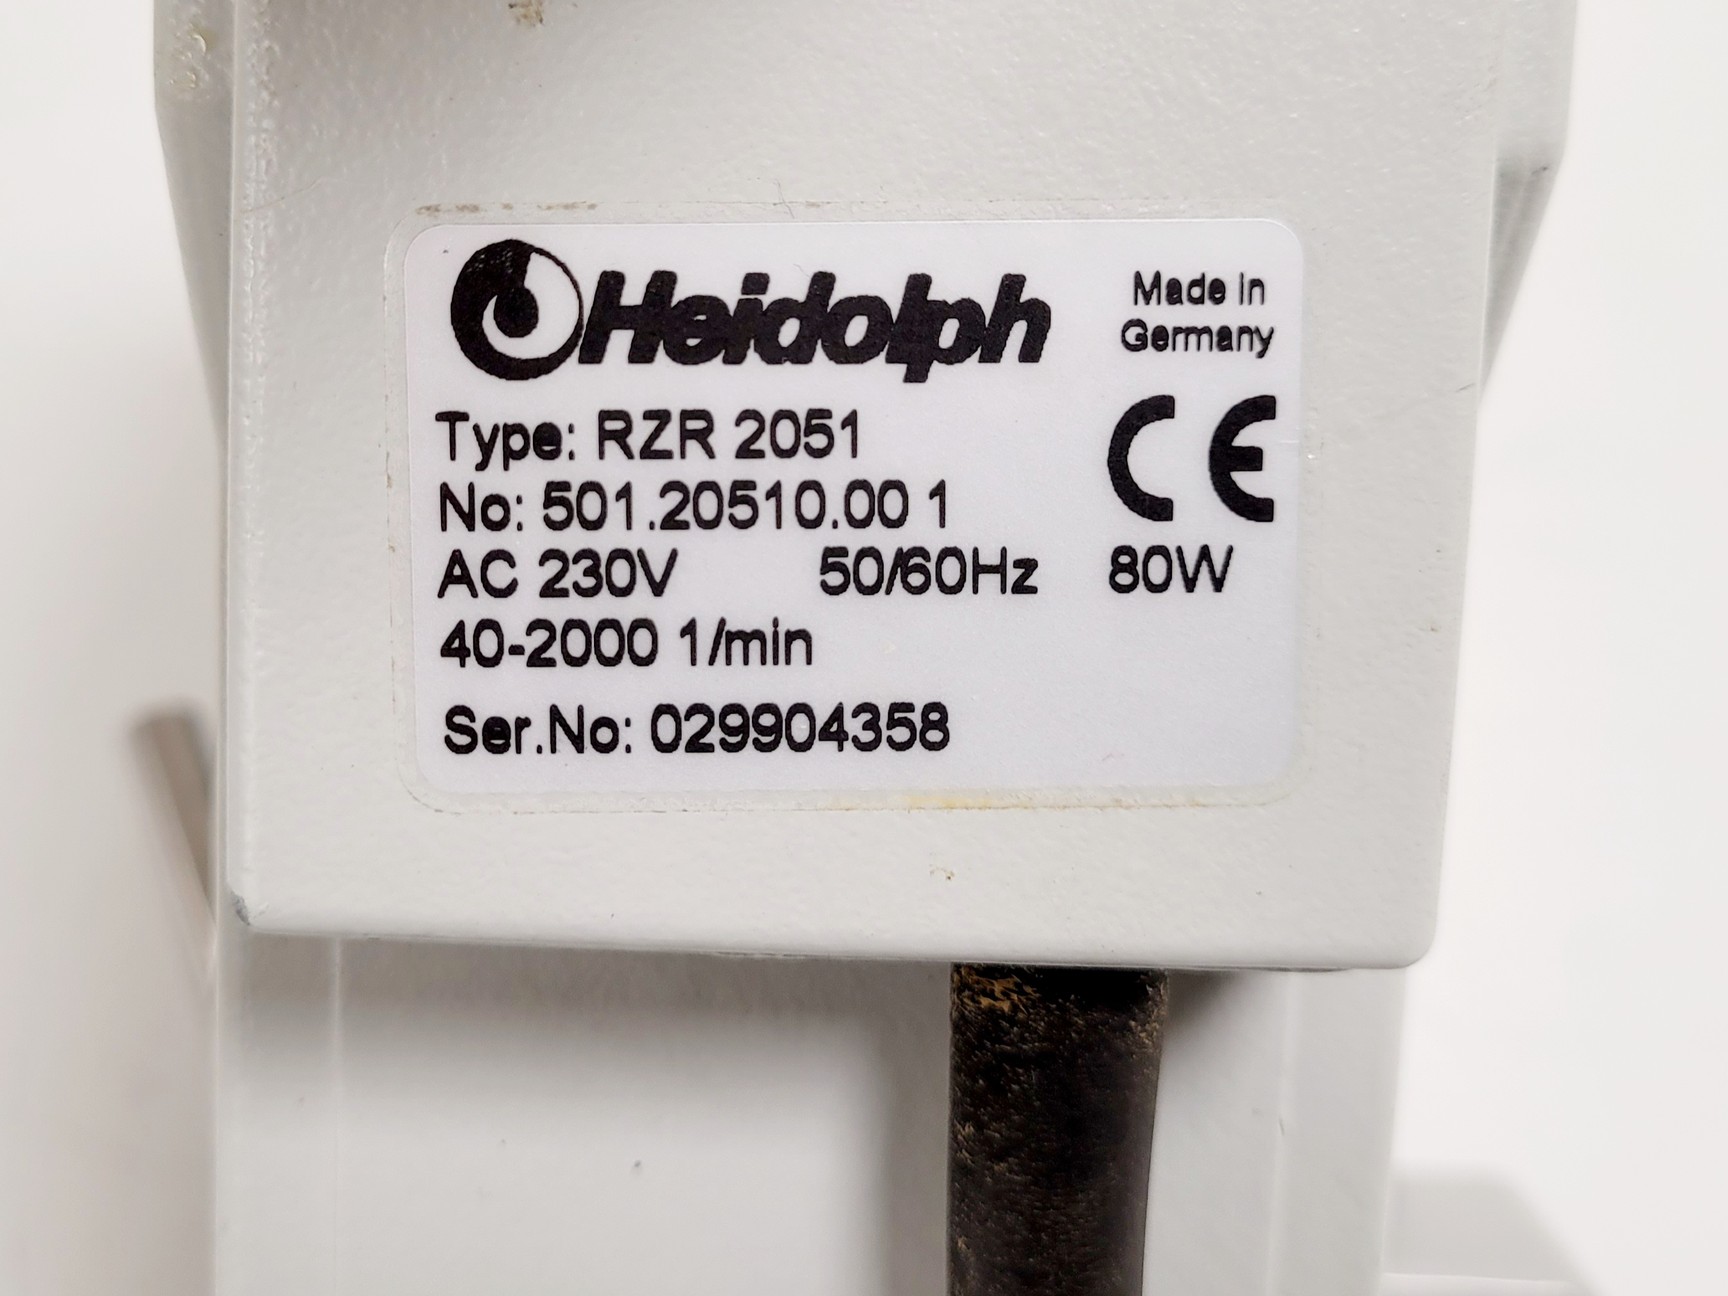 Heidolph
Made in
Germany
CE
Type: RZR 2051
No: 501.20510.00 1
AC 230V 50/60Hz 80W
40-2000 1/min
Ser.No: 029904358